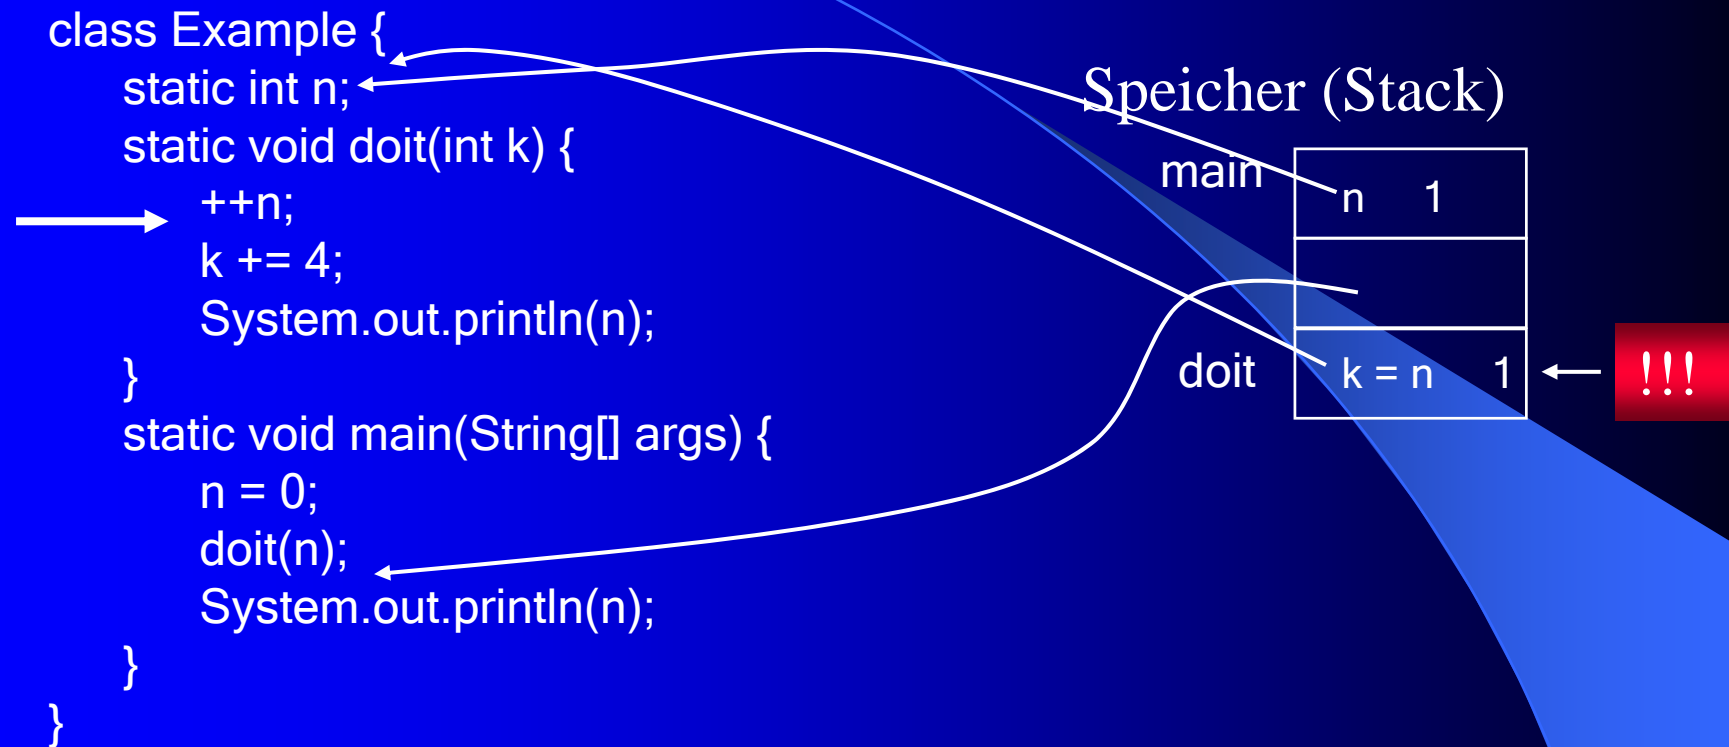 class Example {
static int n;
static void doit(int k) {
++n;
k += 4;
System.out.println(n);
}
static void main(String[] args) {
n = 0;
doit(n);
System.out.println(n);
}
}
Speicher (Stack)
main
n 1
doit
k = n 1
!!!